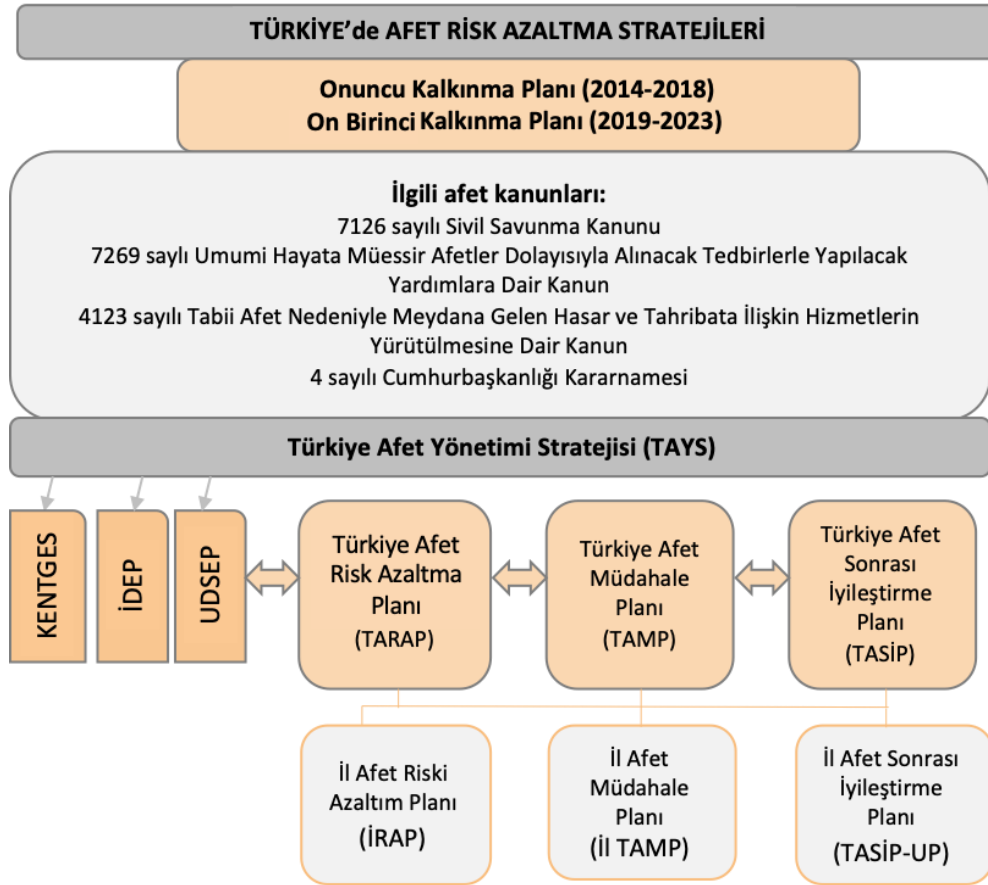 TÜRKİYE’de AFET RİSK AZALTMA STRATEJİLERİ
Onuncu Kalkınma Planı (2014-2018)
On Birinci Kalkınma Planı (2019-2023)
İlgili afet kanunları:
7126 sayılı Sivil Savunma Kanunu
7269 saylı Umumi Hayata Müessir Afetler Dolayısıyla Alınacak Tedbirlerle Yapılacak
Yardımlara Dair Kanun
4123 sayılı Tabii Afet Nedeniyle Meydana Gelen Hasar ve Tahribata İlişkin Hizmetlerin
Yürütülmesine Dair Kanun
4 sayılı Cumhurbaşkanlığı Kararnamesi
Türkiye Afet Yönetimi Stratejisi (TAYS)
KENTGES
İDEP
UDSEP
Türkiye Afet
Risk Azaltma
Planı
(TARAP)
Türkiye Afet
Müdahale
Planı
(TAMP)
Türkiye Afet
Sonrası
İyileştirme
Planı
(TASİP)
İl Afet Riski
Azaltım Planı
(İRAP)
İl Afet
Müdahale
Planı
(İl TAMP)
İl Afet Sonrası
İyileştirme
Planı
(TASİP-UP)